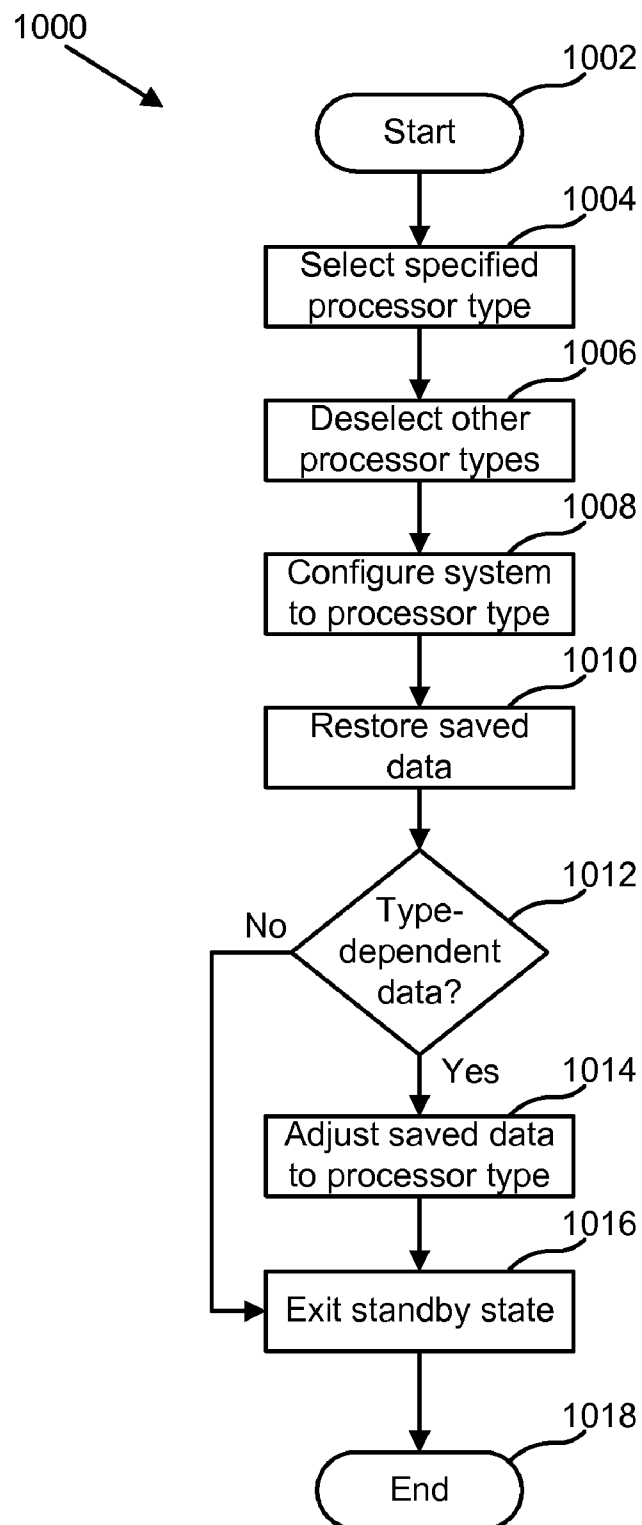 1000
1002
Start
1004
Select specified
processor type
1006
Deselect other
processor types
1008
Configure system
to processor type
1010
Restore saved
data
1012
Type-
dependent
data?
No
Yes
1014
Adjust saved data
to processor type
1016
Exit standby state
1018
End